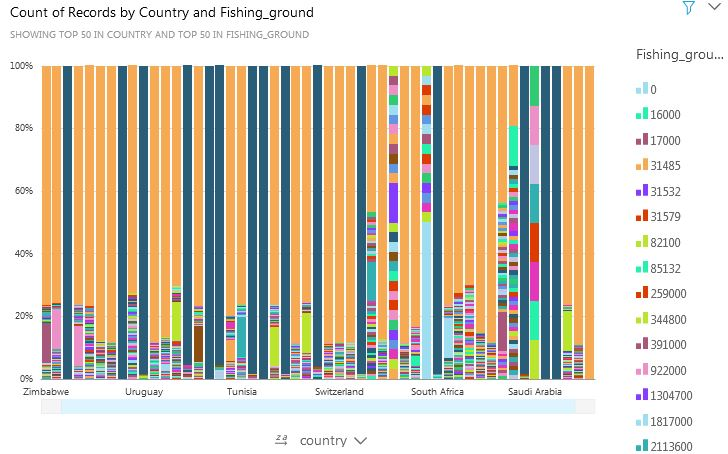 Count of Records by Country and Fishing_ground
SHOWING TOP 50 IN COUNTRY AND TOP 50 IN FISHING_GROUND
Fishing_grou...
100%
80%
60%
40%
20%
0%
Zimbabwe
Uruguay
Tunisia
Switzerland
South Africa
Saudi Arabia
country
0
16000
17000
31485
31532
31579
82100
85132
259000
344800
391000
922000
1304700
1817000
2113600